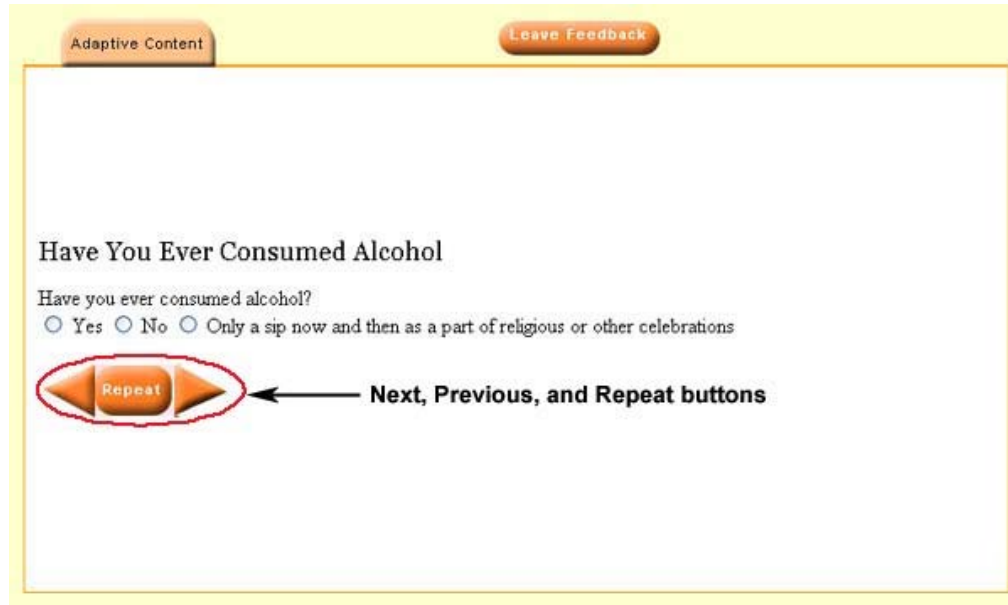 Adaptive Content
Leave Feedback
Have You Ever Consumed Alcohol
Have you ever consumed alcohol?
Yes No Only a sip now and then as a part of religious or other celebrations
Repeat
Next, Previous, and Repeat buttons